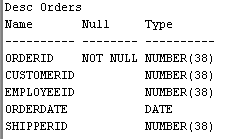 Desc Orders
Name Null Type
---------- -------- ----------
ORDERID NOT NULL NUMBER(38)
CUSTOMERID NUMBER(38)
EMPLOYEEID NUMBER(38)
ORDERDATE DATE
SHIPPERID NUMBER(38)